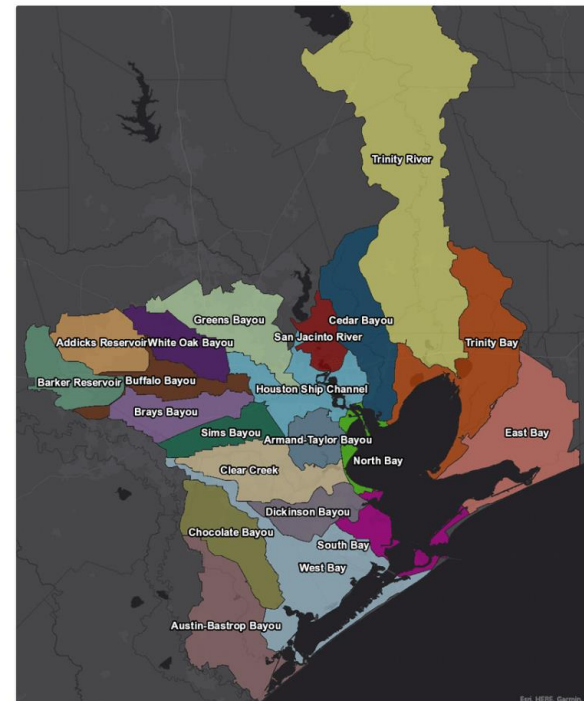 Trinity River
Greens Bayou
Cedar Bayou
San Jacinto River
Addicks Reservoir
White Oak Bayou
Trinity Bay
Barker Reservoir
Buffalo Bayou
Houston Ship Channel
Brays Bayou
Sims Bayou
Armand-Taylor Bayou
East Bay
North Bay
Clear Creek
Dickinson Bayou
Chocolate Bayou
South Bay
West Bay
Austin-Bastrop Bayou
Esri, HERE, Garmin